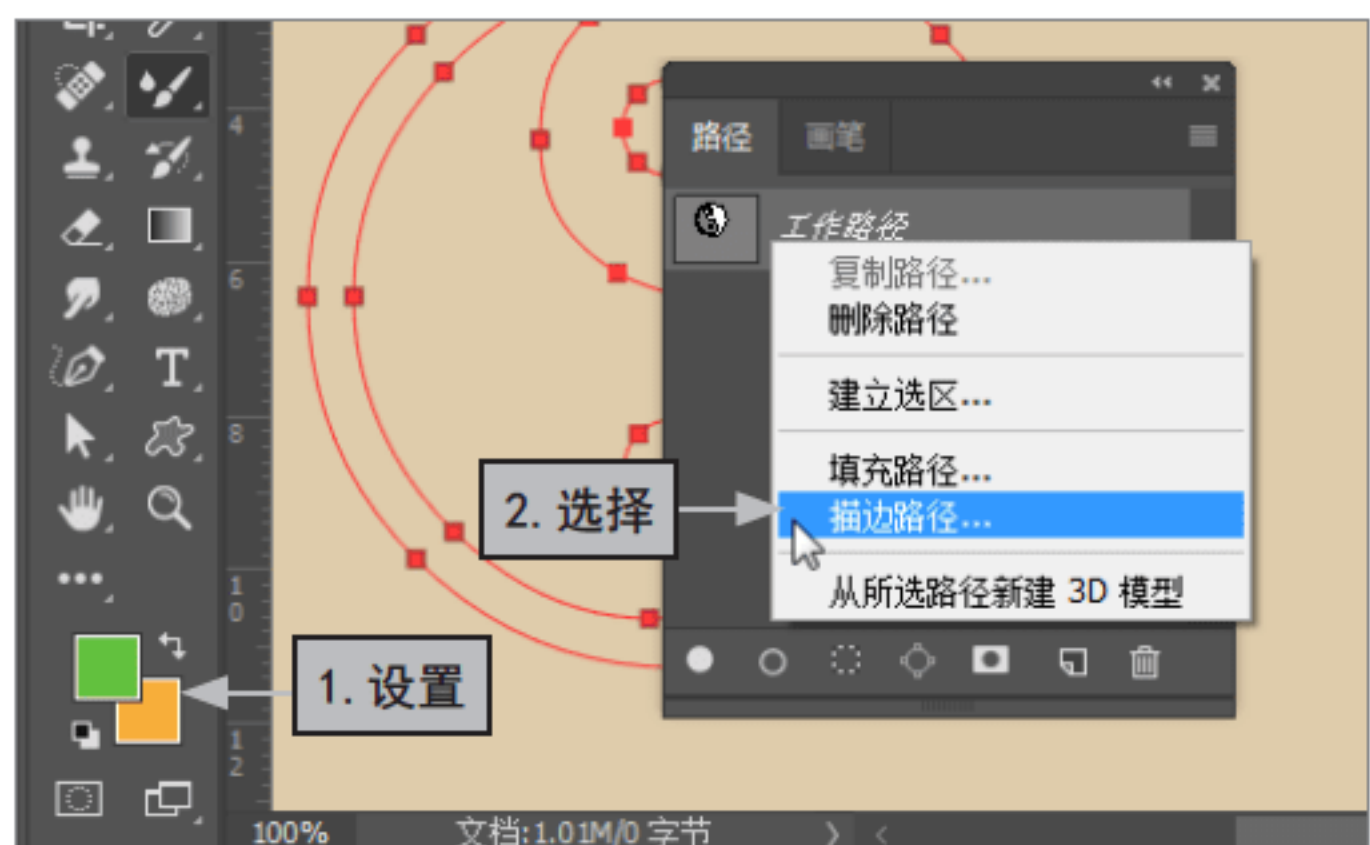 4
路径 画笔
工作路径
复制路径...
6
删除路径
建立选区...
8
填充路径...
2. 选择
描边路径...
从所选路径新建 3D 模型
1
0
1. 设置
1
2
100% 文档:1.01M/0 字节
T